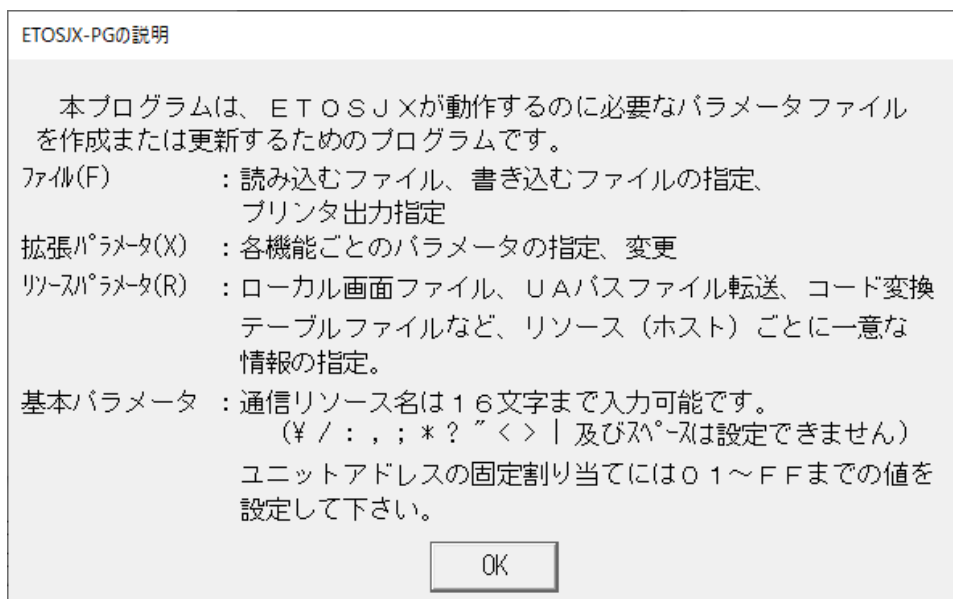 ETOSJX-PGの説明
本プログラムは、ＥＴＯＳＪＸが動作するのに必要なパラメータファイル
を作成または更新するためのプログラムです。
ﾌｧｲﾙ(F) ：読み込むファイル、書き込むファイルの指定、
プリンタ出力指定
拡張ﾊﾟﾗﾒｰﾀ(X) ：各機能ごとのパラメータの指定、変更
ﾘｿｰｽﾊﾟﾗﾒｰﾀ(R) ：ローカル画面ファイル、ＵＡパスファイル転送、コード変換
テーブルファイルなど、リソース（ホスト）ごとに一意な
情報の指定。
基本パラメータ ：通信リソース名は１６文字まで入力可能です。
（¥ / : , ; * ? ” < > | 及びｽﾍﾟｰｽは設定できません）
ユニットアドレスの固定割り当てには０１～ＦＦまでの値を
設定して下さい。
OK